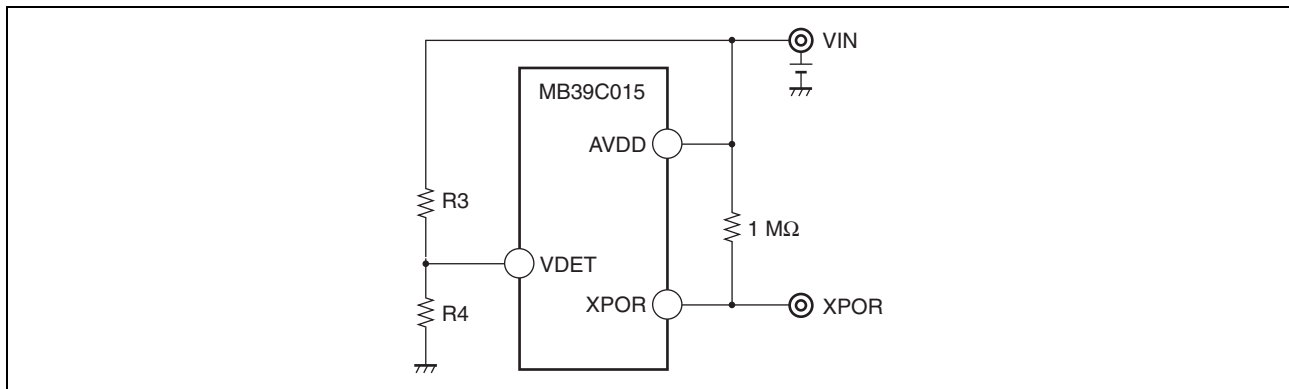 VIN
MB39C015
AVDD
R3
1 MΩ
VDET
R4
XPOR
XPOR